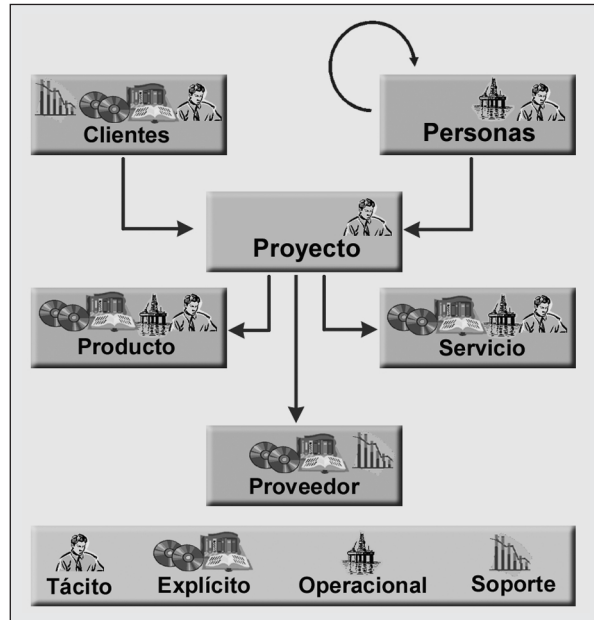 Clientes
Personas
Proyecto
Producto
Servicio
Proveedor
Tácito
Explícito
Operacional
Soporte